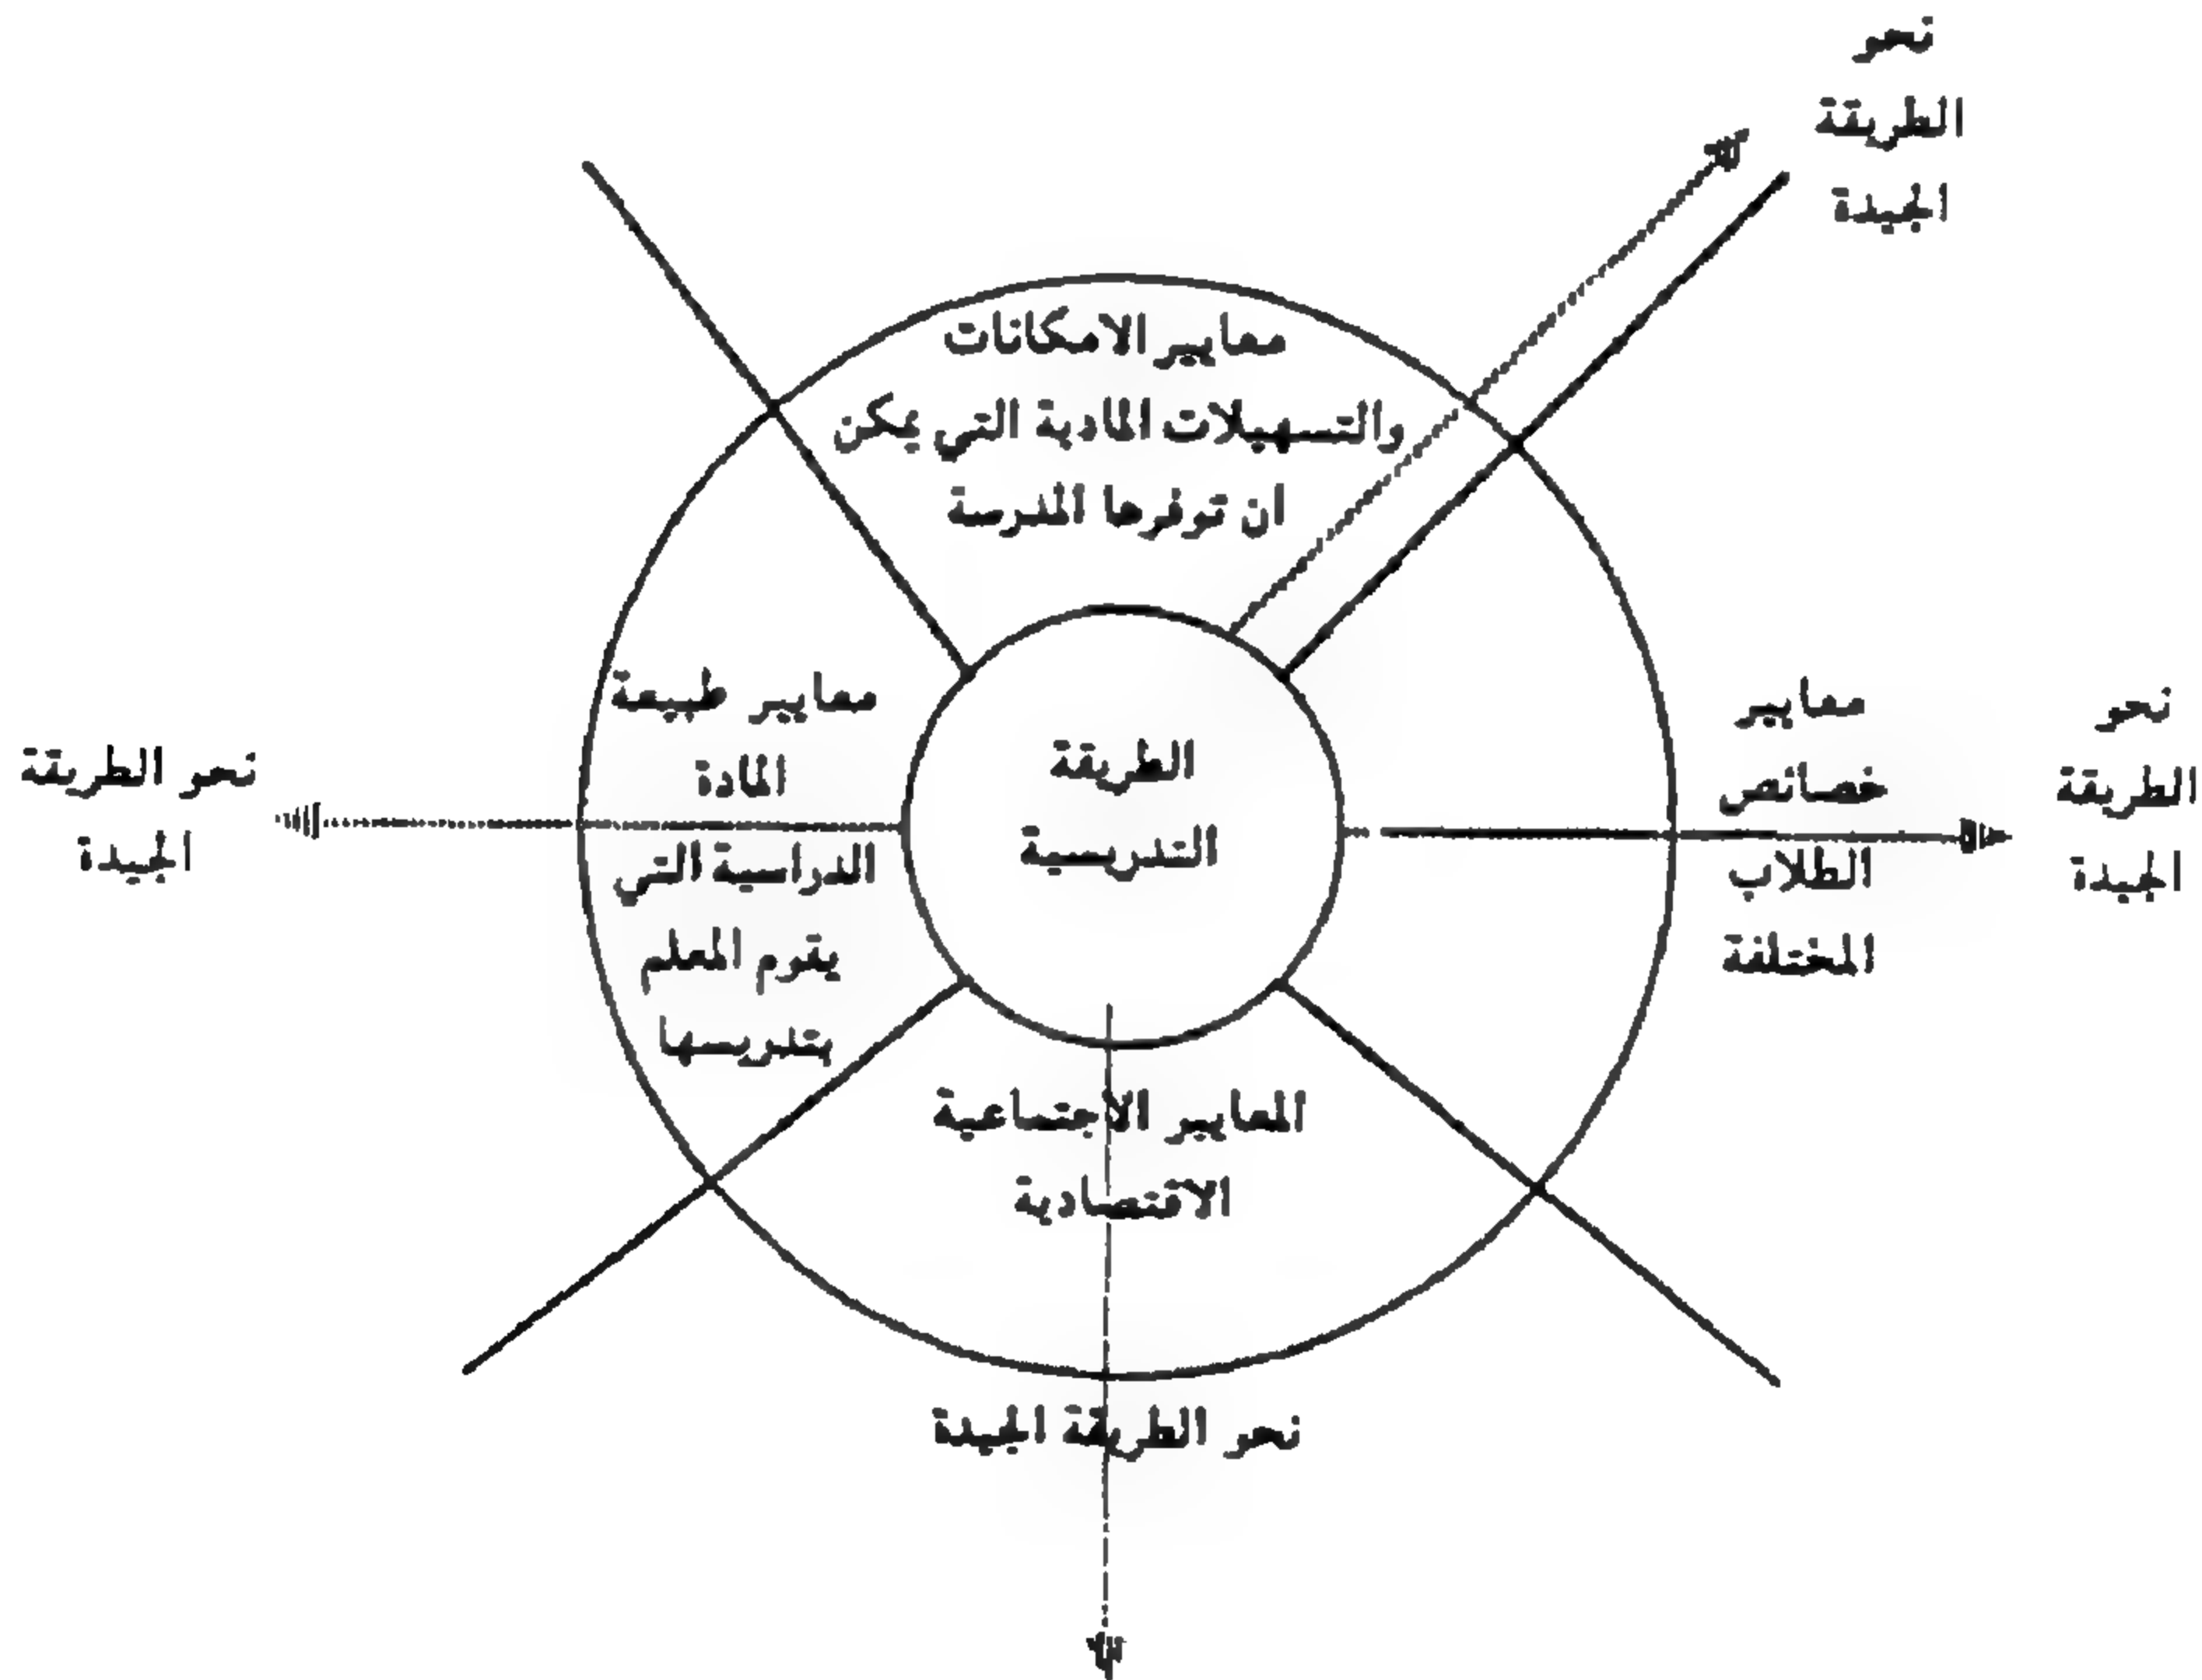 نحو
الطريقة
الجيدة
معايير الامكانات
والتسهيلات المادية التي يمكن
ان توفرها المدرسة
نحو
الطريقة
الجيدة
معايير
خصائص
الطلاب
المختلفة
الطريقة
التدريسية
معايير طبيعة
المادة
الدراسية التي
يقوم المعلم
بتدريسها
نحو الطريقة
الجيدة
المعايير الاجتماعية
الاقتصادية
نحو الطريقة الجيدة